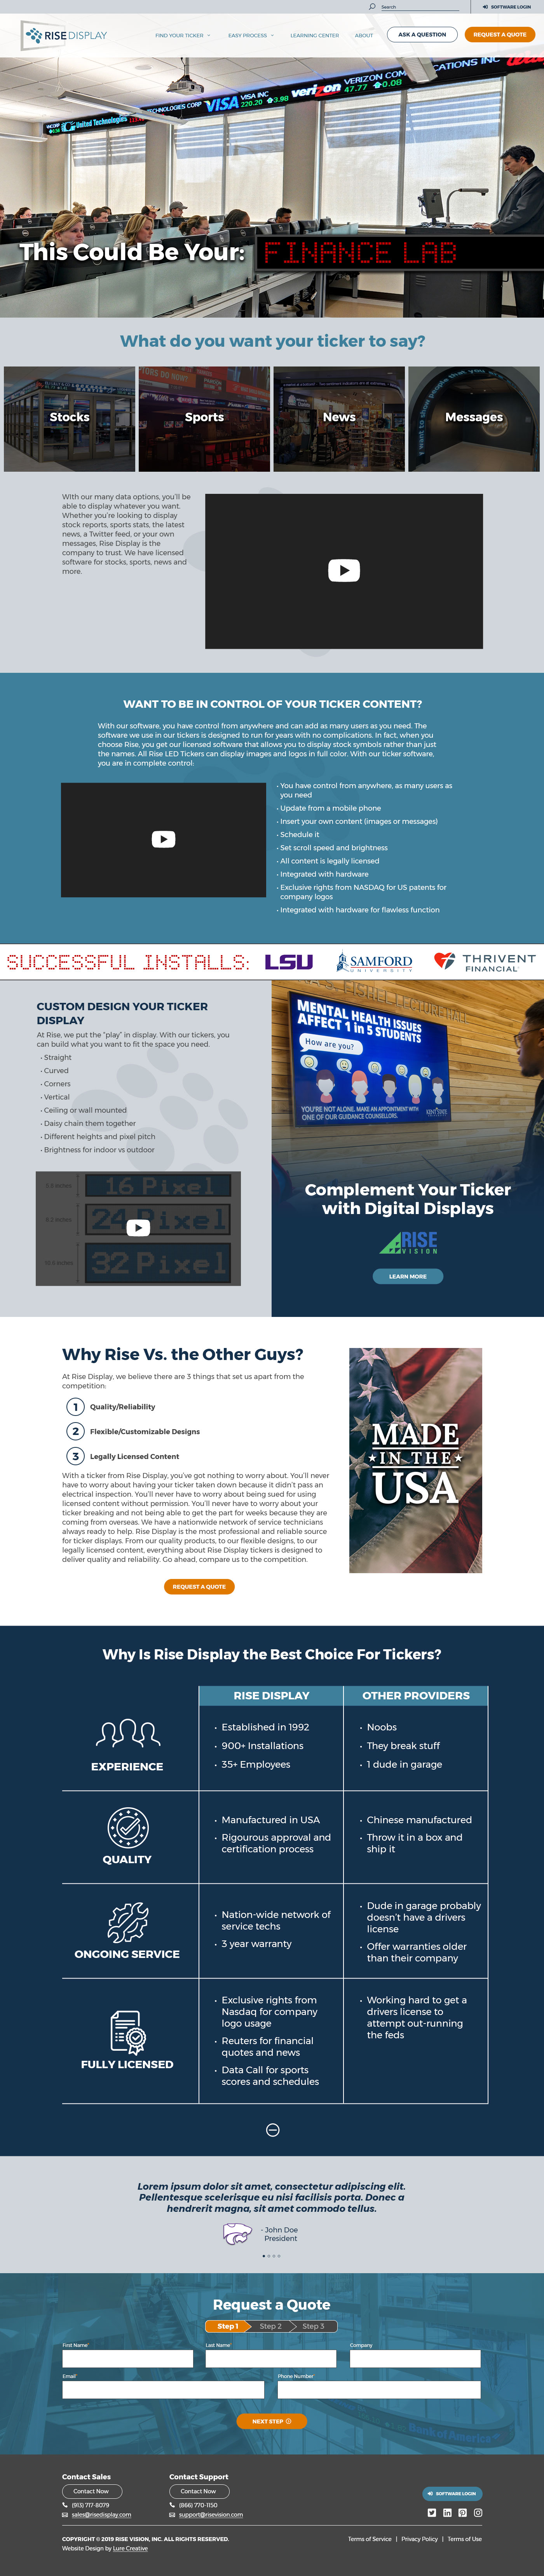 Search
SOFTWARE LOGIN
RISE DISPLAY
FIND YOUR TICKER
EASY PROCESS
LEARNING CENTER
ABOUT
ASK A QUESTION
REQUEST A QUOTE
United Technologies
TECHNOLOGIES CORP
VISA
VISA INC
220.20 3.98
verizon
VERIZON COM
47.77 0.08
CATIONS INC
This Could Be Your:
FINANCE LAB
What do you want your ticker to say?
Stocks
Sports
News
Messages
With our many data options, you'll be
able to display whatever you want.
Whether you're looking to display
stock reports, sports stats, the latest
news, a Twitter feed, or your own
messages, Rise Display is the
company to trust. We have licensed
software for stocks, sports, news and
more.
WANT TO BE IN CONTROL OF YOUR TICKER CONTENT?
With our software, you have control from anywhere and can add as many users as you need. The
software we use in our tickers is designed to run for years with no complications. In fact, when you
choose Rise, you get our licensed software that allows you to display stock symbols rather than just
the names. All Rise LED Tickers can display images and logos in full color. With our ticker software,
you are in complete control:
• You have control from anywhere, as many users as
you need
• Update from a mobile phone
• Insert your own content (images or messages)
• Schedule it
• Set scroll speed and brightness
• All content is legally licensed
• Integrated with hardware
• Exclusive rights from NASDAQ for US patents for
company logos
• Integrated with hardware for flawless function
SUCCESSFUL INSTALLS:
LSU
SAMFORD
UNIVERSITY
THRIVENT
FINANCIAL
CUSTOM DESIGN YOUR TICKER
DISPLAY
At Rise, we put the "play" in display. With our tickers, you
can build what you want to fit the space you need.
• Straight
• Curved
• Corners
• Vertical
• Ceiling or wall mounted
• Daisy chain them together
• Different heights and pixel pitch
• Brightness for indoor vs outdoor
16 Pixel
24 Pixel
32 Pixel
MENTAL HEALTH ISSUES
AFFECT 1 in 5 STUDENTS
How are you?
YOU'RE NOT ALONE. MAKE AN APPOINTMENT WITH
ONE OF OUR GUIDANCE COUNSELLORS.
KENT STATE
Complement Your Ticker
with Digital Displays
RISE
VISION
LEARN MORE
Why Rise Vs. the Other Guys?
At Rise Display, we believe there are 3 things that set us apart from the
competition:
1 Quality/Reliability
2 Flexible/Customizable Designs
3 Legally Licensed Content
With a ticker from Rise Display, you've got nothing to worry about. You'll never
have to worry about having your ticker taken down because it didn't pass an
electrical inspection. You'll never have to worry about being sued for using
licensed content without permission. You'll never have to worry about your
ticker breaking and not being able to get the part for weeks because they are
coming from overseas. We have a nationwide network of service technicians
always ready to help. Rise Display is the most professional and reliable source
for ticker displays. From our quality products, to our flexible designs, to our
legally licensed content, everything about Rise Display tickers is designed to
deliver quality and reliability. Go ahead, compare us to the competition.
REQUEST A QUOTE
MADE
IN THE
USA
Why Is Rise Display the Best Choice For Tickers?
RISE DISPLAY
OTHER PROVIDERS
EXPERIENCE
• Established in 1992
• 900+ Installations
• 35+ Employees
• Noobs
• They break stuff
• 1 dude in garage
QUALITY
• Manufactured in USA
• Rigourous approval and
certification process
• Chinese manufactured
• Throw it in a box and
ship it
ONGOING SERVICE
• Nation-wide network of
service techs
• 3 year warranty
• Dude in garage probably
doesn't have a drivers
license
• Offer warranties older
than their company
FULLY LICENSED
• Exclusive rights from
Nasdaq for company
logo usage
• Reuters for financial
quotes and news
• Data Call for sports
scores and schedules
• Working hard to get a
drivers license to
attempt out-running
the feds
Lorem ipsum dolor sit amet, consectetur adipiscing elit.
Pellentesque scelerisque eu nisi facilisis porta. Donec a
hendrerit magna, sit amet commodo tellus.
- John Doe
President
Request a Quote
Step 1
Step 2
Step 3
First Name*
Last Name*
Company
Email*
Phone Number*
NEXT STEP
Bank of America
Contact Sales
Contact Now
(913) 717-8079
sales@risedisplay.com
Contact Support
Contact Now
(866) 770-1150
support@risevision.com
SOFTWARE LOGIN
COPYRIGHT © 2019 RISE VISION, INC. ALL RIGHTS RESERVED.
Website Design by Lure Creative
Terms of Service | Privacy Policy | Terms of Use